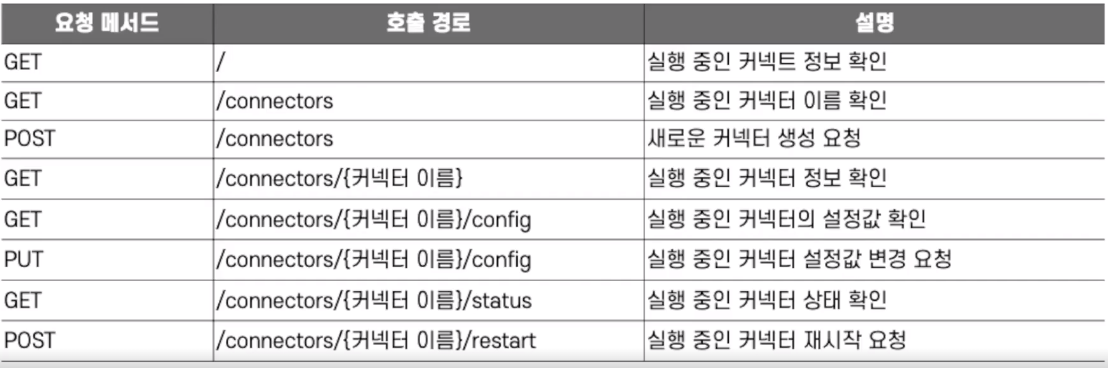 요청 메서드 호출 경로 설명
GET / 실행 중인 커넥트 정보 확인
GET /connectors 실행 중인 커넥터 이름 확인
POST /connectors 새로운 커넥터 생성 요청
GET /connectors/{커넥터 이름} 실행 중인 커넥터 정보 확인
GET /connectors/{커넥터 이름}/config 실행 중인 커넥터의 설정값 확인
PUT /connectors/{커넥터 이름}/config 실행 중인 커넥터 설정값 변경 요청
GET /connectors/{커넥터 이름}/status 실행 중인 커넥터 상태 확인
POST /connectors/{커넥터 이름}/restart 실행 중인 커넥터 재시작 요청